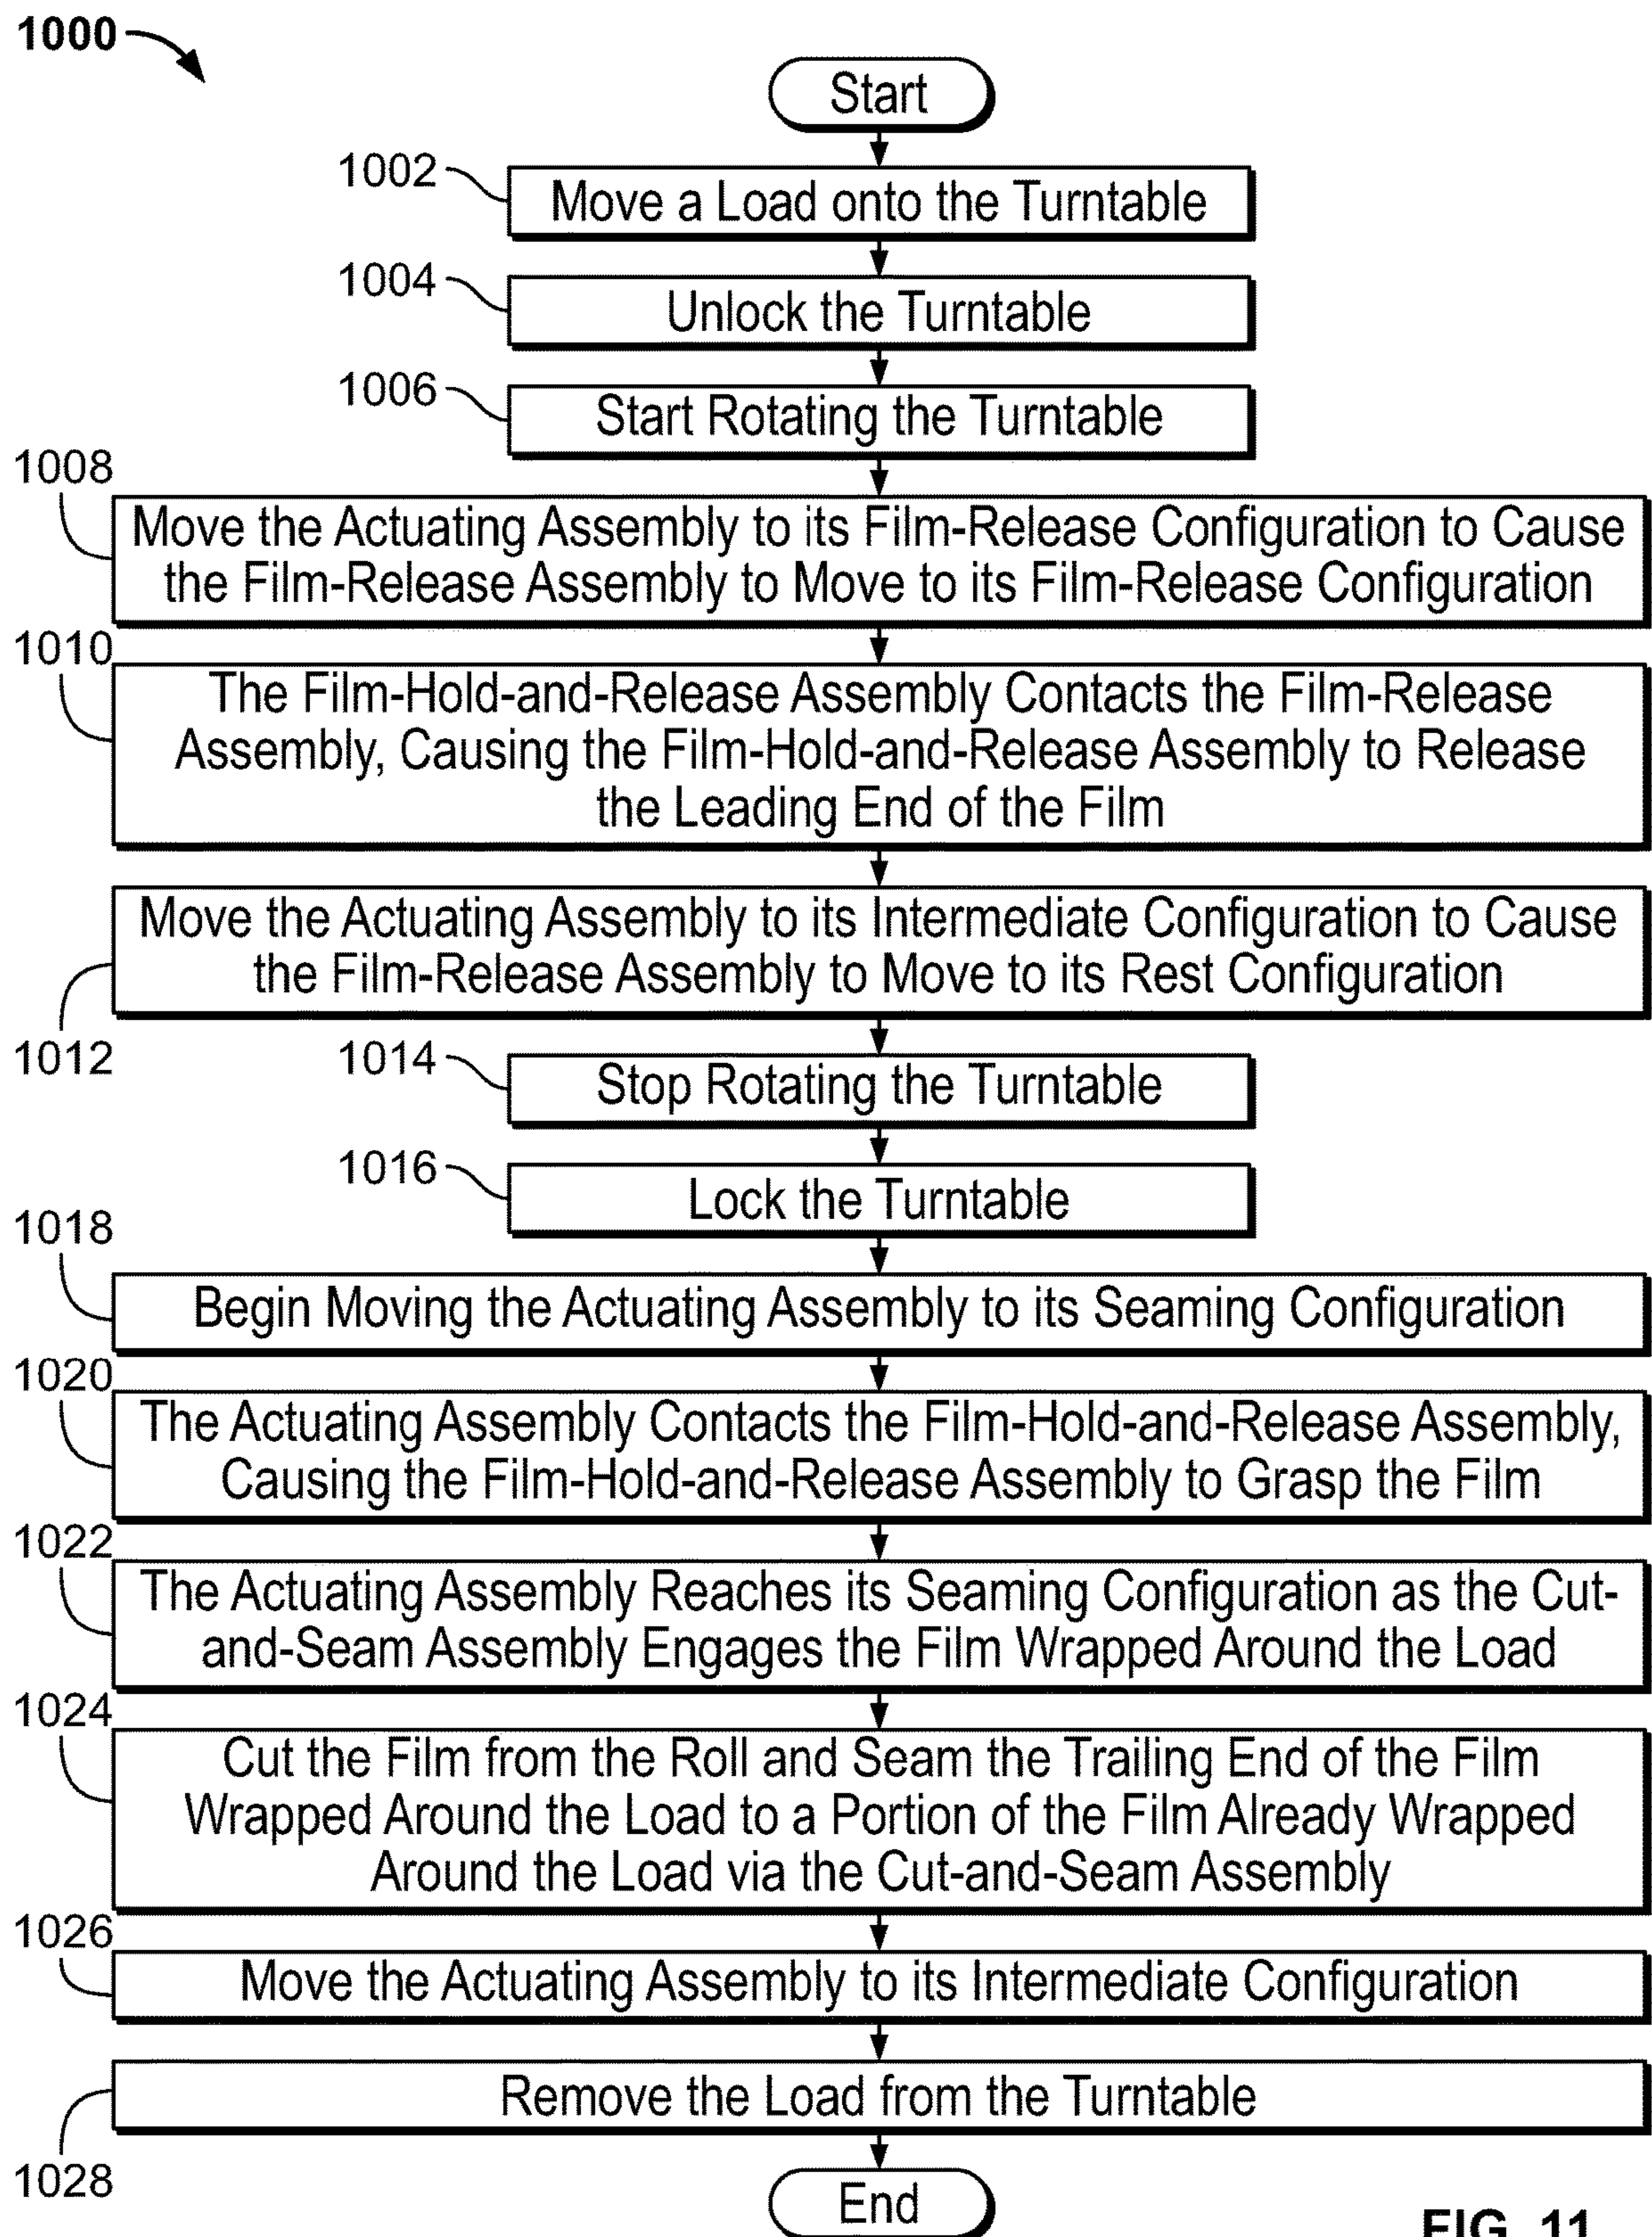 1000
Start
1002
Move a Load onto the Turntable
1004
Unlock the Turntable
1006
Start Rotating the Turntable
1008
Move the Actuating Assembly to its Film-Release Configuration to Cause
the Film-Release Assembly to Move to its Film-Release Configuration
1010
The Film-Hold-and-Release Assembly Contacts the Film-Release
Assembly, Causing the Film-Hold-and-Release Assembly to Release
the Leading End of the Film
Move the Actuating Assembly to its Intermediate Configuration to Cause
the Film-Release Assembly to Move to its Rest Configuration
1012
1014
Stop Rotating the Turntable
1016
Lock the Turntable
1018
Begin Moving the Actuating Assembly to its Seaming Configuration
1020
The Actuating Assembly Contacts the Film-Hold-and-Release Assembly,
Causing the Film-Hold-and-Release Assembly to Grasp the Film
1022
The Actuating Assembly Reaches its Seaming Configuration as the Cut-
and-Seam Assembly Engages the Film Wrapped Around the Load
1024
Cut the Film from the Roll and Seam the Trailing End of the Film
Wrapped Around the Load to a Portion of the Film Already Wrapped
Around the Load via the Cut-and-Seam Assembly
1026
Move the Actuating Assembly to its Intermediate Configuration
Remove the Load from the Turntable
1028
End
FIG. 11